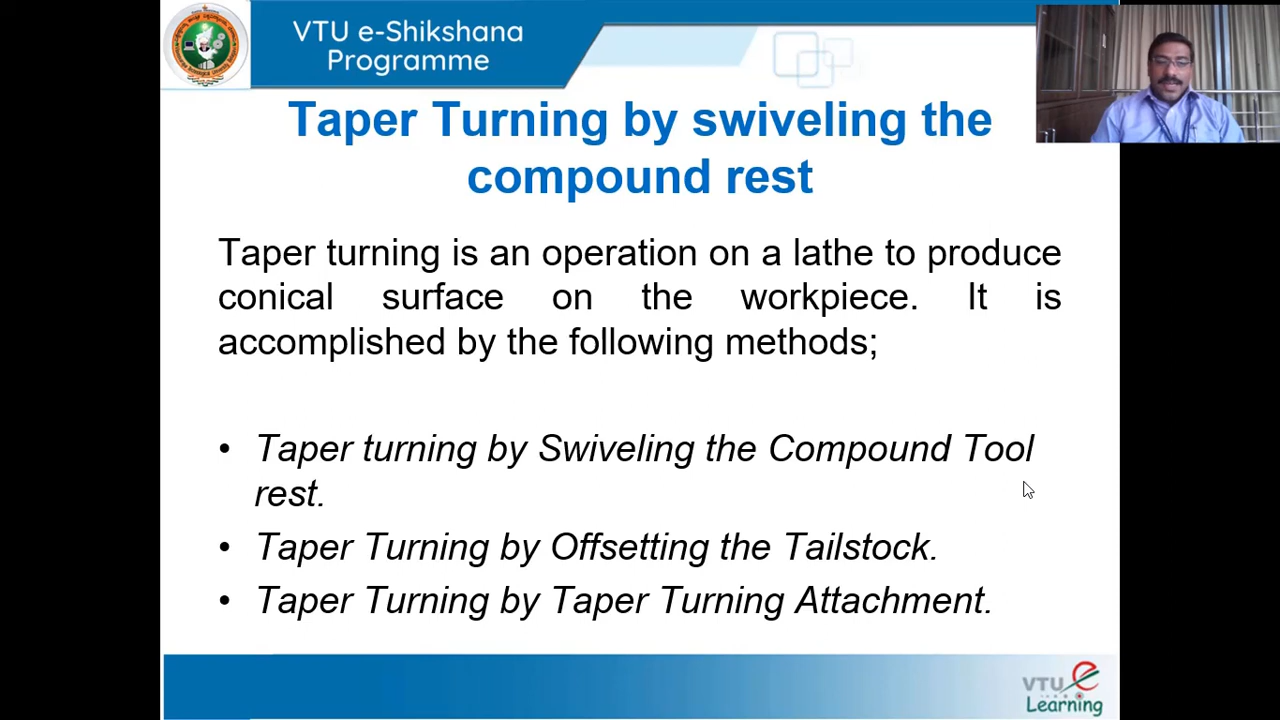 VTU e-Shikshana
Programme
Taper Turning by swiveling the
compound rest
Taper turning is an operation on a lathe to produce
conical surface on the workpiece. It is
accomplished by the following methods;
• Taper turning by Swiveling the Compound Tool
rest.
• Taper Turning by Offsetting the Tailstock.
• Taper Turning by Taper Turning Attachment.
VTU e
Learning